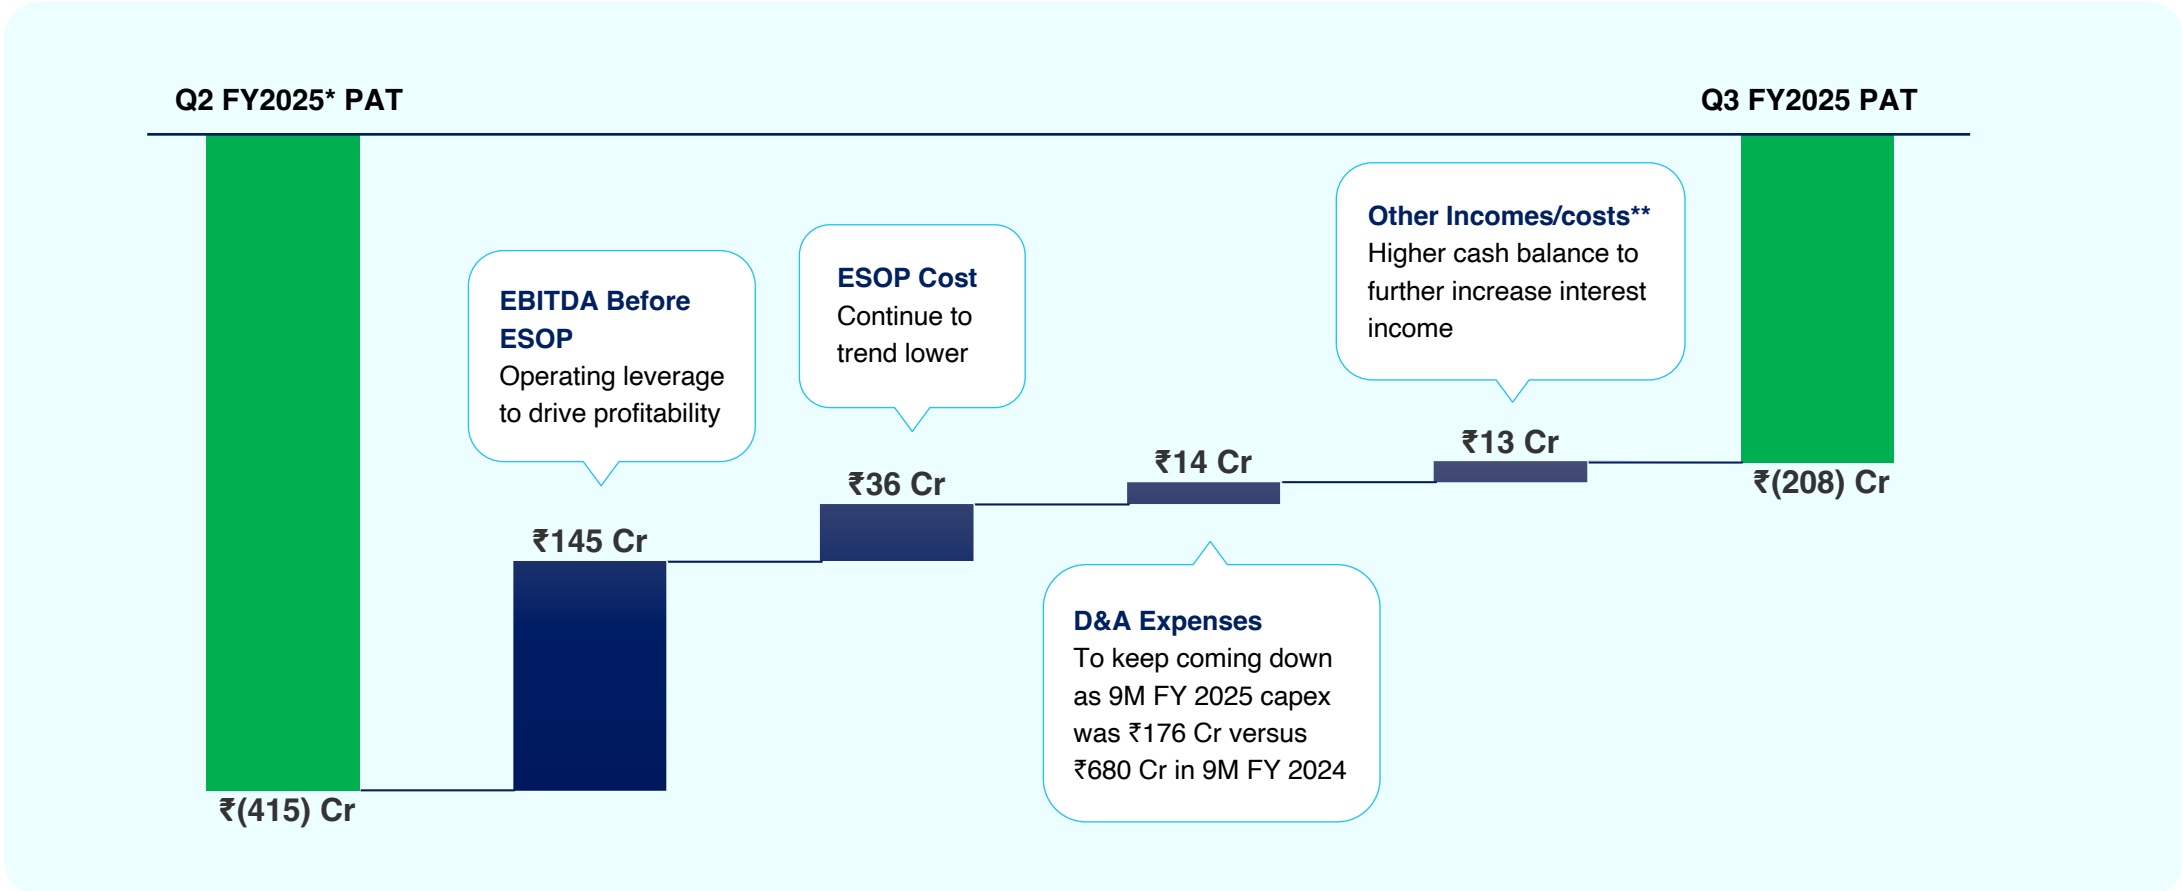 Q2 FY2025* PAT
Q3 FY2025 PAT
EBITDA Before
ESOP
Operating leverage
to drive profitability
ESOP Cost
Continue to
trend lower
Other Incomes/costs**
Higher cash balance to
further increase interest
income
₹145 Cr
₹36 Cr
₹14 Cr
₹13 Cr
₹(208) Cr
D&A Expenses
To keep coming down
as 9M FY 2025 capex
was ₹176 Cr versus
₹680 Cr in 9M FY 2024
₹(415) Cr